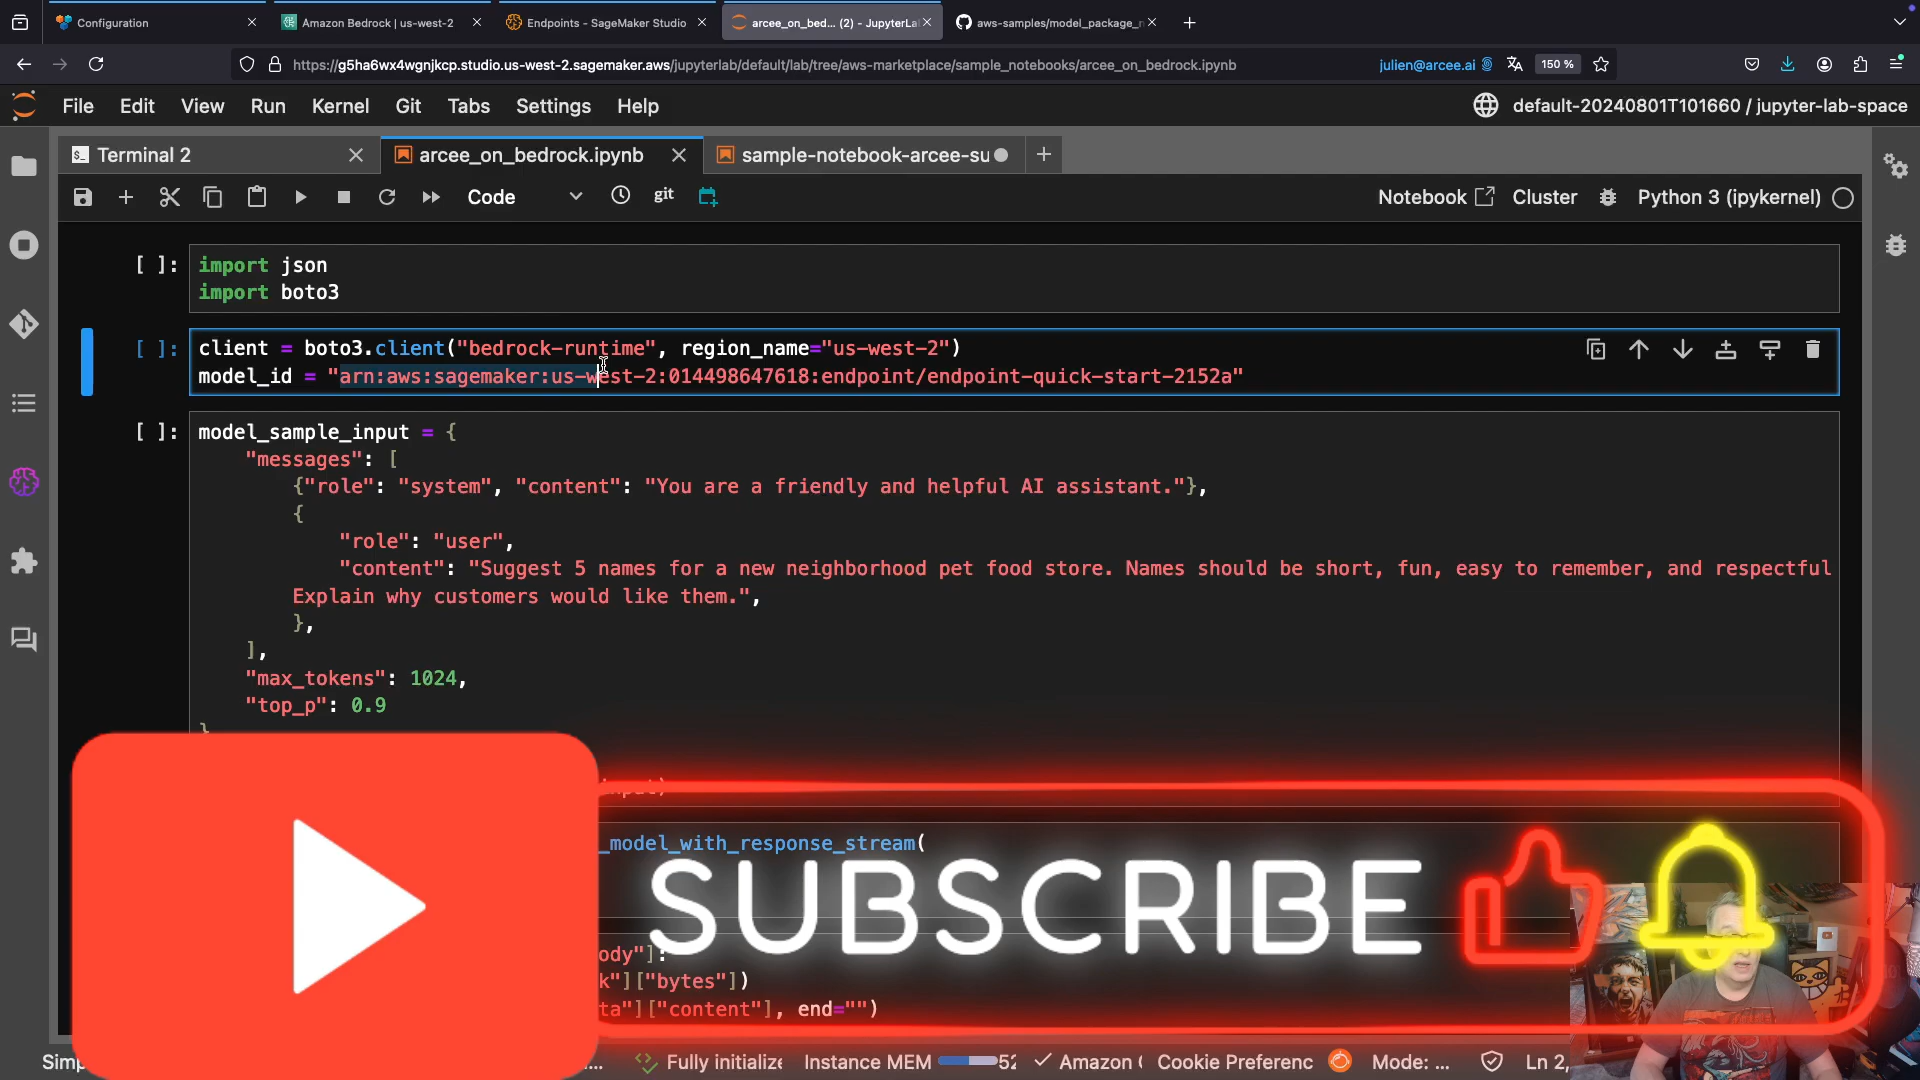 Configuration
Amazon Bedrock | us-west-2
Endpoints - SageMaker Studio
arcee_on_bed... (2) - JupyterLa
aws-samples/model_package_
https://g5ha6wx4wgnjkcp.studio.us-west-2.sagemaker.aws/jupyterlab/default/lab/tree/aws-marketplace/sample_notebooks/arcee_on_bedrock.ipynb
julien@arcee.ai
150 %
File Edit View Run Kernel Git Tabs Settings Help
default-20240801T101660 / jupyter-lab-space
Terminal 2
arcee_on_bedrock.ipynb
sample-notebook-arcee-su
Code
git
Notebook
Cluster
Python 3 (ipykernel)
[ ]: import json
import boto3
[ ]: client = boto3.client("bedrock-runtime", region_name="us-west-2")
model_id = "arn:aws:sagemaker:us-west-2:014498647618:endpoint/endpoint-quick-start-2152a"
[ ]: model_sample_input = {
"messages": [
{"role": "system", "content": "You are a friendly and helpful AI assistant."},
{
"role": "user",
"content": "Suggest 5 names for a new neighborhood pet food store. Names should be short, fun, easy to remember, and respectful
Explain why customers would like them.",
},
],
"max_tokens": 1024,
"top_p": 0.9
}
_model_with_response_stream(
SUBSCRIBE
ody"]:
k"]["bytes"])
ta"]["content"], end="")
Simp
... Fully initialize Instance MEM 52 Amazon Cookie Preferenc Mode: ... Ln 2,